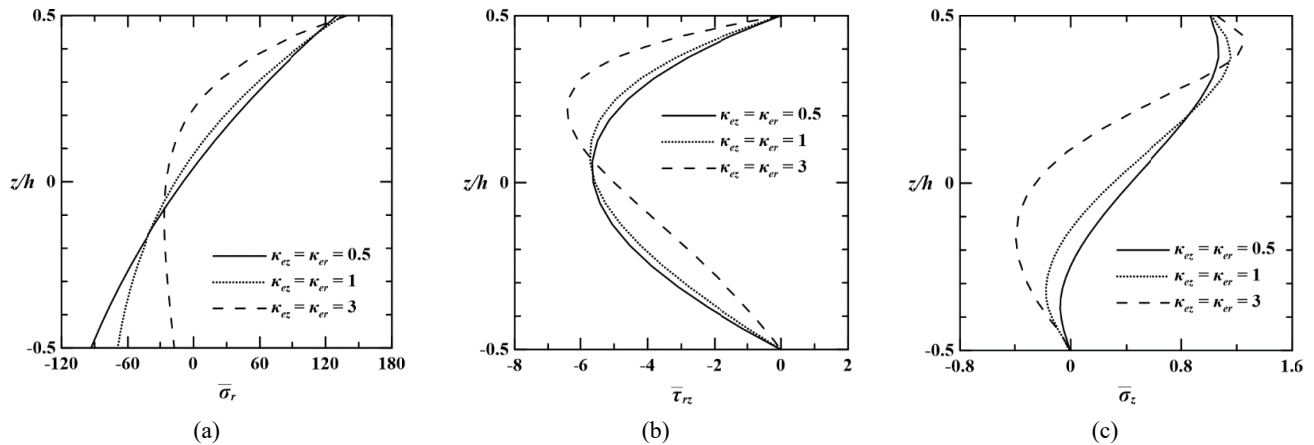 0.5
z/h
0
-0.5
-120 -60 0 60 120 180
κez = κer = 0.5
κez = κer = 1
κez = κer = 3
σ̅r
(a)
0.5
z/h
0
-0.5
-8 -6 -4 -2 0 2
κez = κer = 0.5
κez = κer = 1
κez = κer = 3
τ̅rz
(b)
0.5
z/h
0
-0.5
-0.8 0 0.8 1.6
κez = κer = 0.5
κez = κer = 1
κez = κer = 3
σ̅z
(c)